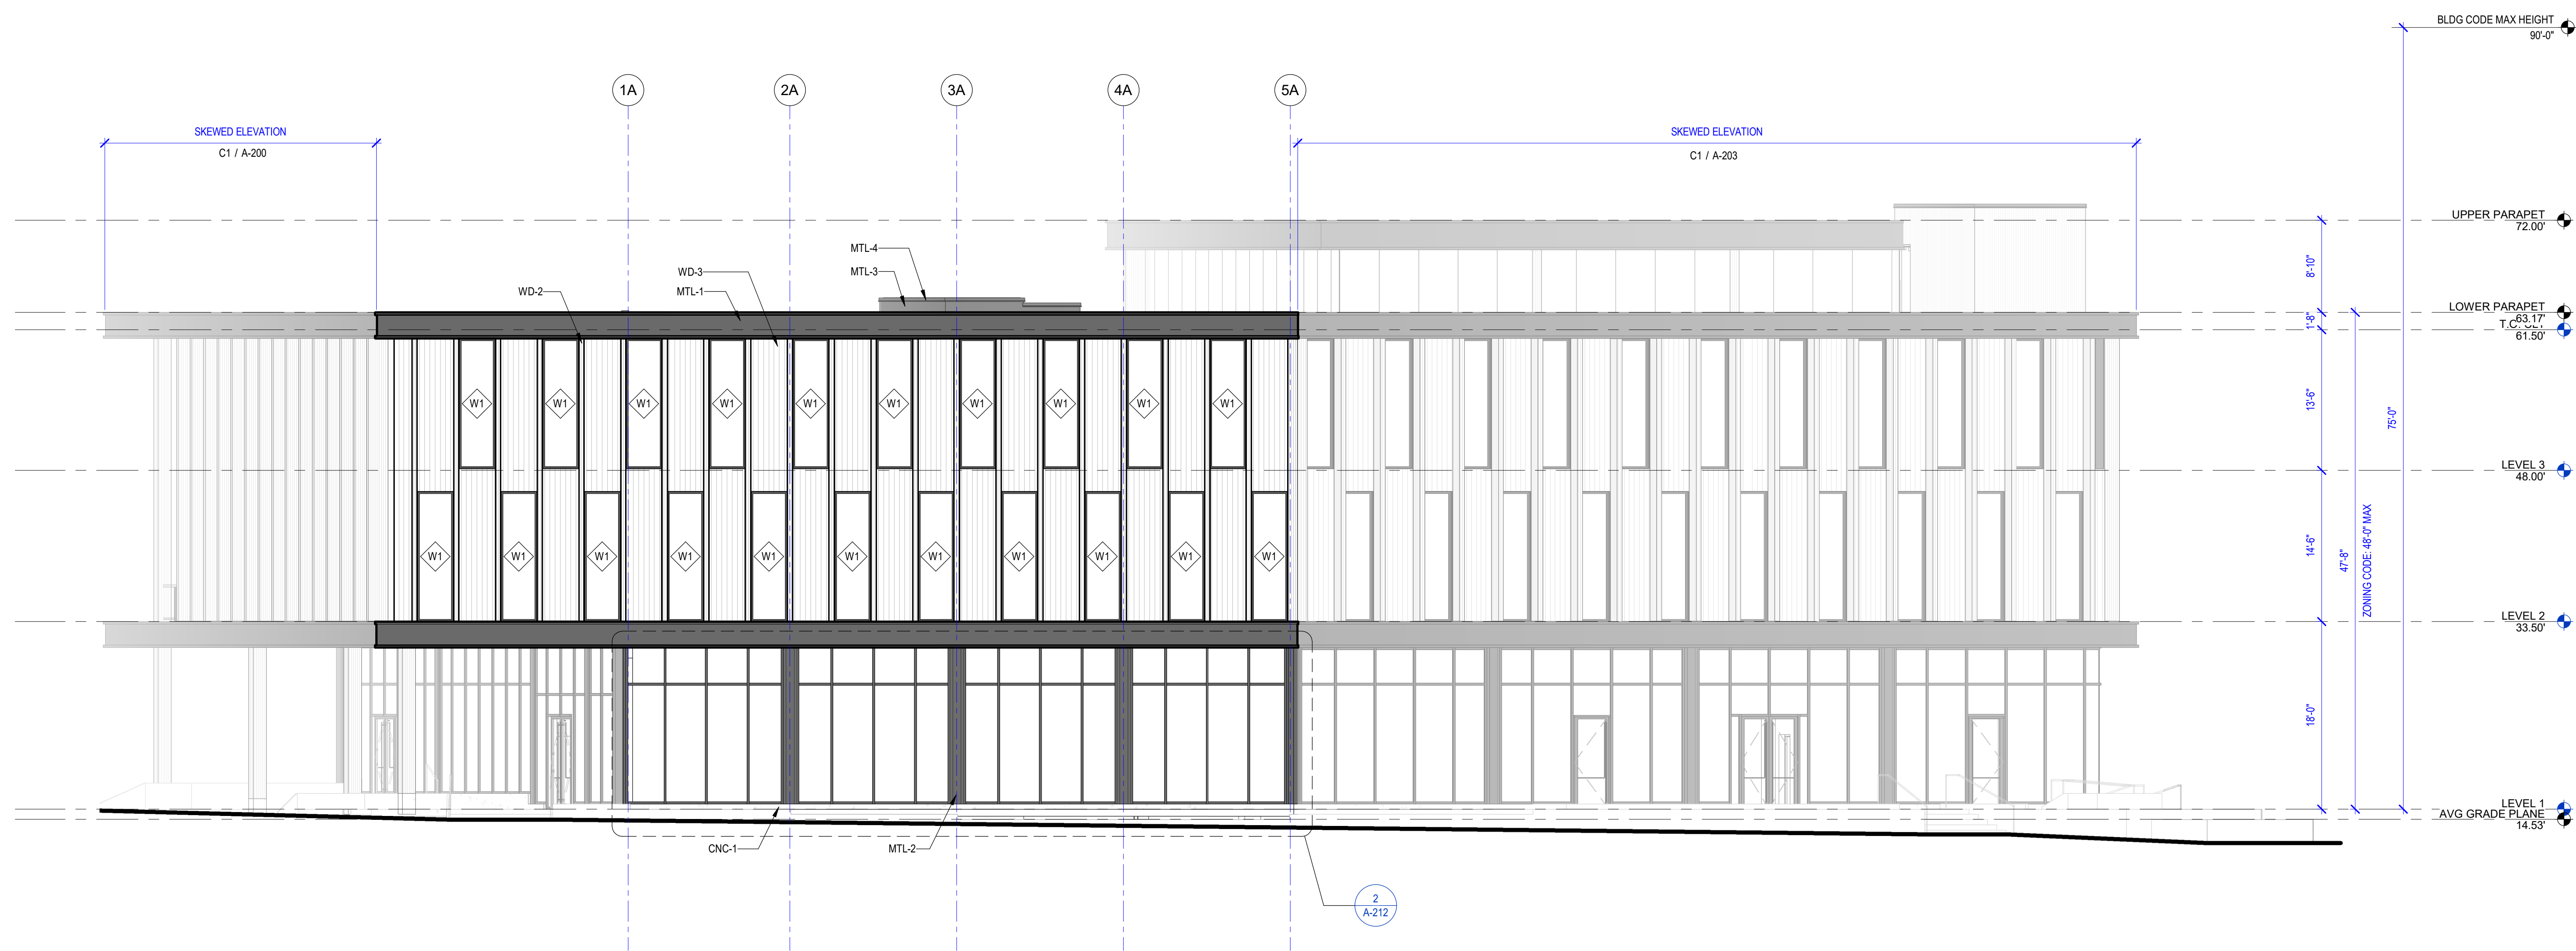 BLDG CODE MAX HEIGHT
90'-0"
1A
2A
3A
4A
5A
SKEWED ELEVATION
C1 / A-200
SKEWED ELEVATION
C1 / A-203
UPPER PARAPET
72.00'
MTL-4
MTL-3
WD-3
MTL-1
WD-2
8'-10"
LOWER PARAPET
63.17'
1'-8"
61.50'
W1
W1
W1
W1
W1
W1
W1
W1
W1
W1
13'-6"
75'-0"
LEVEL 3
48.00'
W1
W1
W1
W1
W1
W1
W1
W1
W1
W1
W1
14'-6"
47'-8"
ZONING CODE: 48'-0" MAX
LEVEL 2
33.50'
18'-0"
LEVEL 1
AVG GRADE PLANE
14.53'
CNC-1
MTL-2
2
A-212